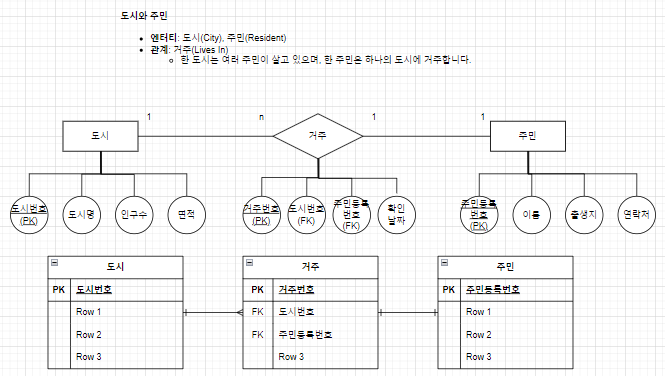 도시와 주민
엔터티: 도시(City), 주민(Resident)
관계: 거주(Lives In)
한 도시는 여러 주민이 살고 있으며, 한 주민은 하나의 도시에 거주합니다.
1 n 1 1
도시 거주 주민
도시번호 (PK)
도시명
인구수
면적
거주번호 (PK)
도시번호 (FK)
주민등록 번호 (FK)
확인 날짜
주민등록 번호 (PK)
이름
출생지
연락저
도시
PK 도시번호
Row 1
Row 2
Row 3
거주
PK 거주번호
FK 도시번호
FK 주민등록번호
Row 3
주민
PK 주민등록번호
Row 1
Row 2
Row 3